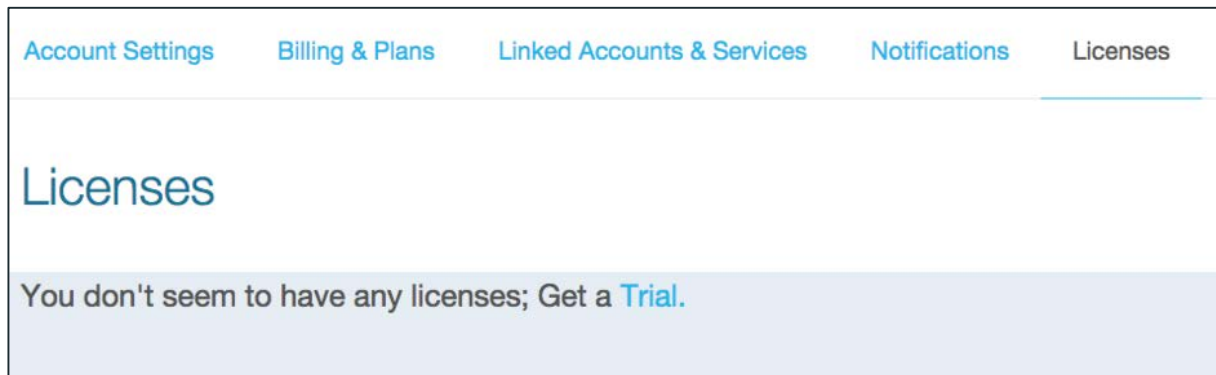 Account Settings Billing & Plans Linked Accounts & Services Notifications Licenses
Licenses
You don't seem to have any licenses; Get a Trial.